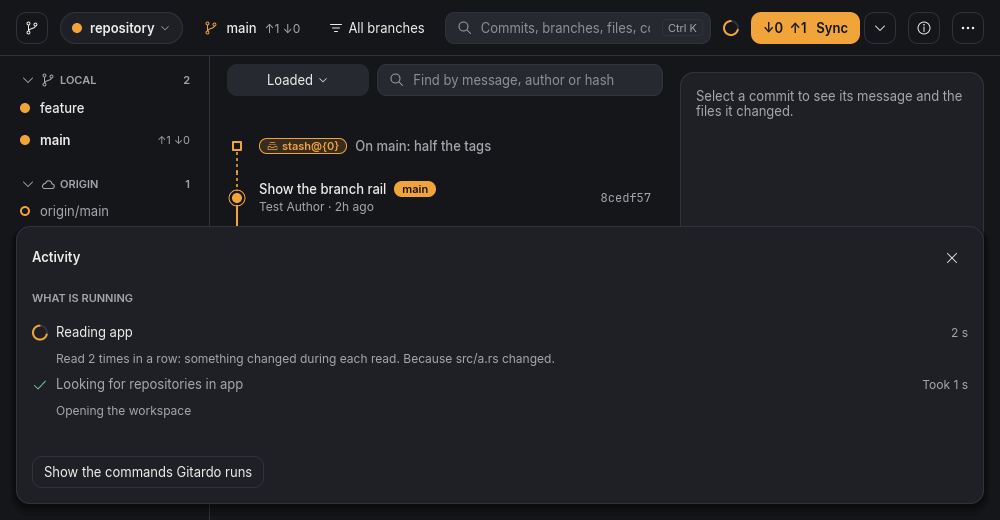 repository
main ↑1 ↓0
All branches
Commits, branches, files, co
Ctrl K
↓0 ↑1 Sync
LOCAL 2
feature
main ↑1 ↓0
ORIGIN 1
origin/main
Loaded
Find by message, author or hash
stash@{0} On main: half the tags
Show the branch rail main
Test Author · 2h ago
8cedf57
Select a commit to see its message and the
files it changed.
Activity
WHAT IS RUNNING
Reading app 2 s
Read 2 times in a row: something changed during each read. Because src/a.rs changed.
Looking for repositories in app Took 1 s
Opening the workspace
Show the commands Gitardo runs